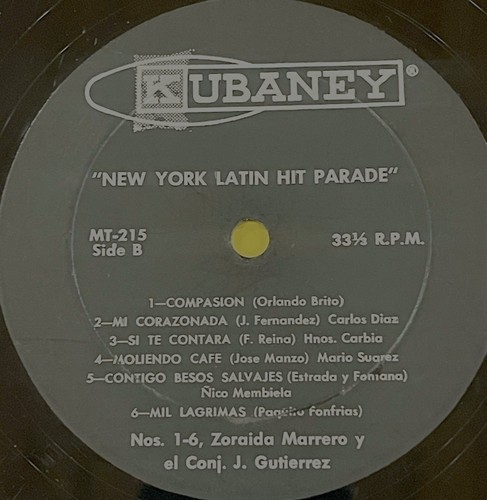 KUBANEY®
"NEW YORK LATIN HIT PARADE"
MT-215
Side B
33⅓ R.P.M.
1—COMPASION (Orlando Brito)
2—MI CORAZONADA (J. Fernandez) Carlos Diaz
3—SI TE CONTARA (F. Reina) Hnos. Carbia
4—MOLIENDO CAFE (Jose Manzo) Mario Suarez
5—CONTIGO BESOS SALVAJES (Estrada y Fontana)
Ñico Membiela
6—MIL LAGRIMAS (Panchito Fonfrias)
Nos. 1-6, Zoraida Marrero y
el Conj. J. Gutierrez